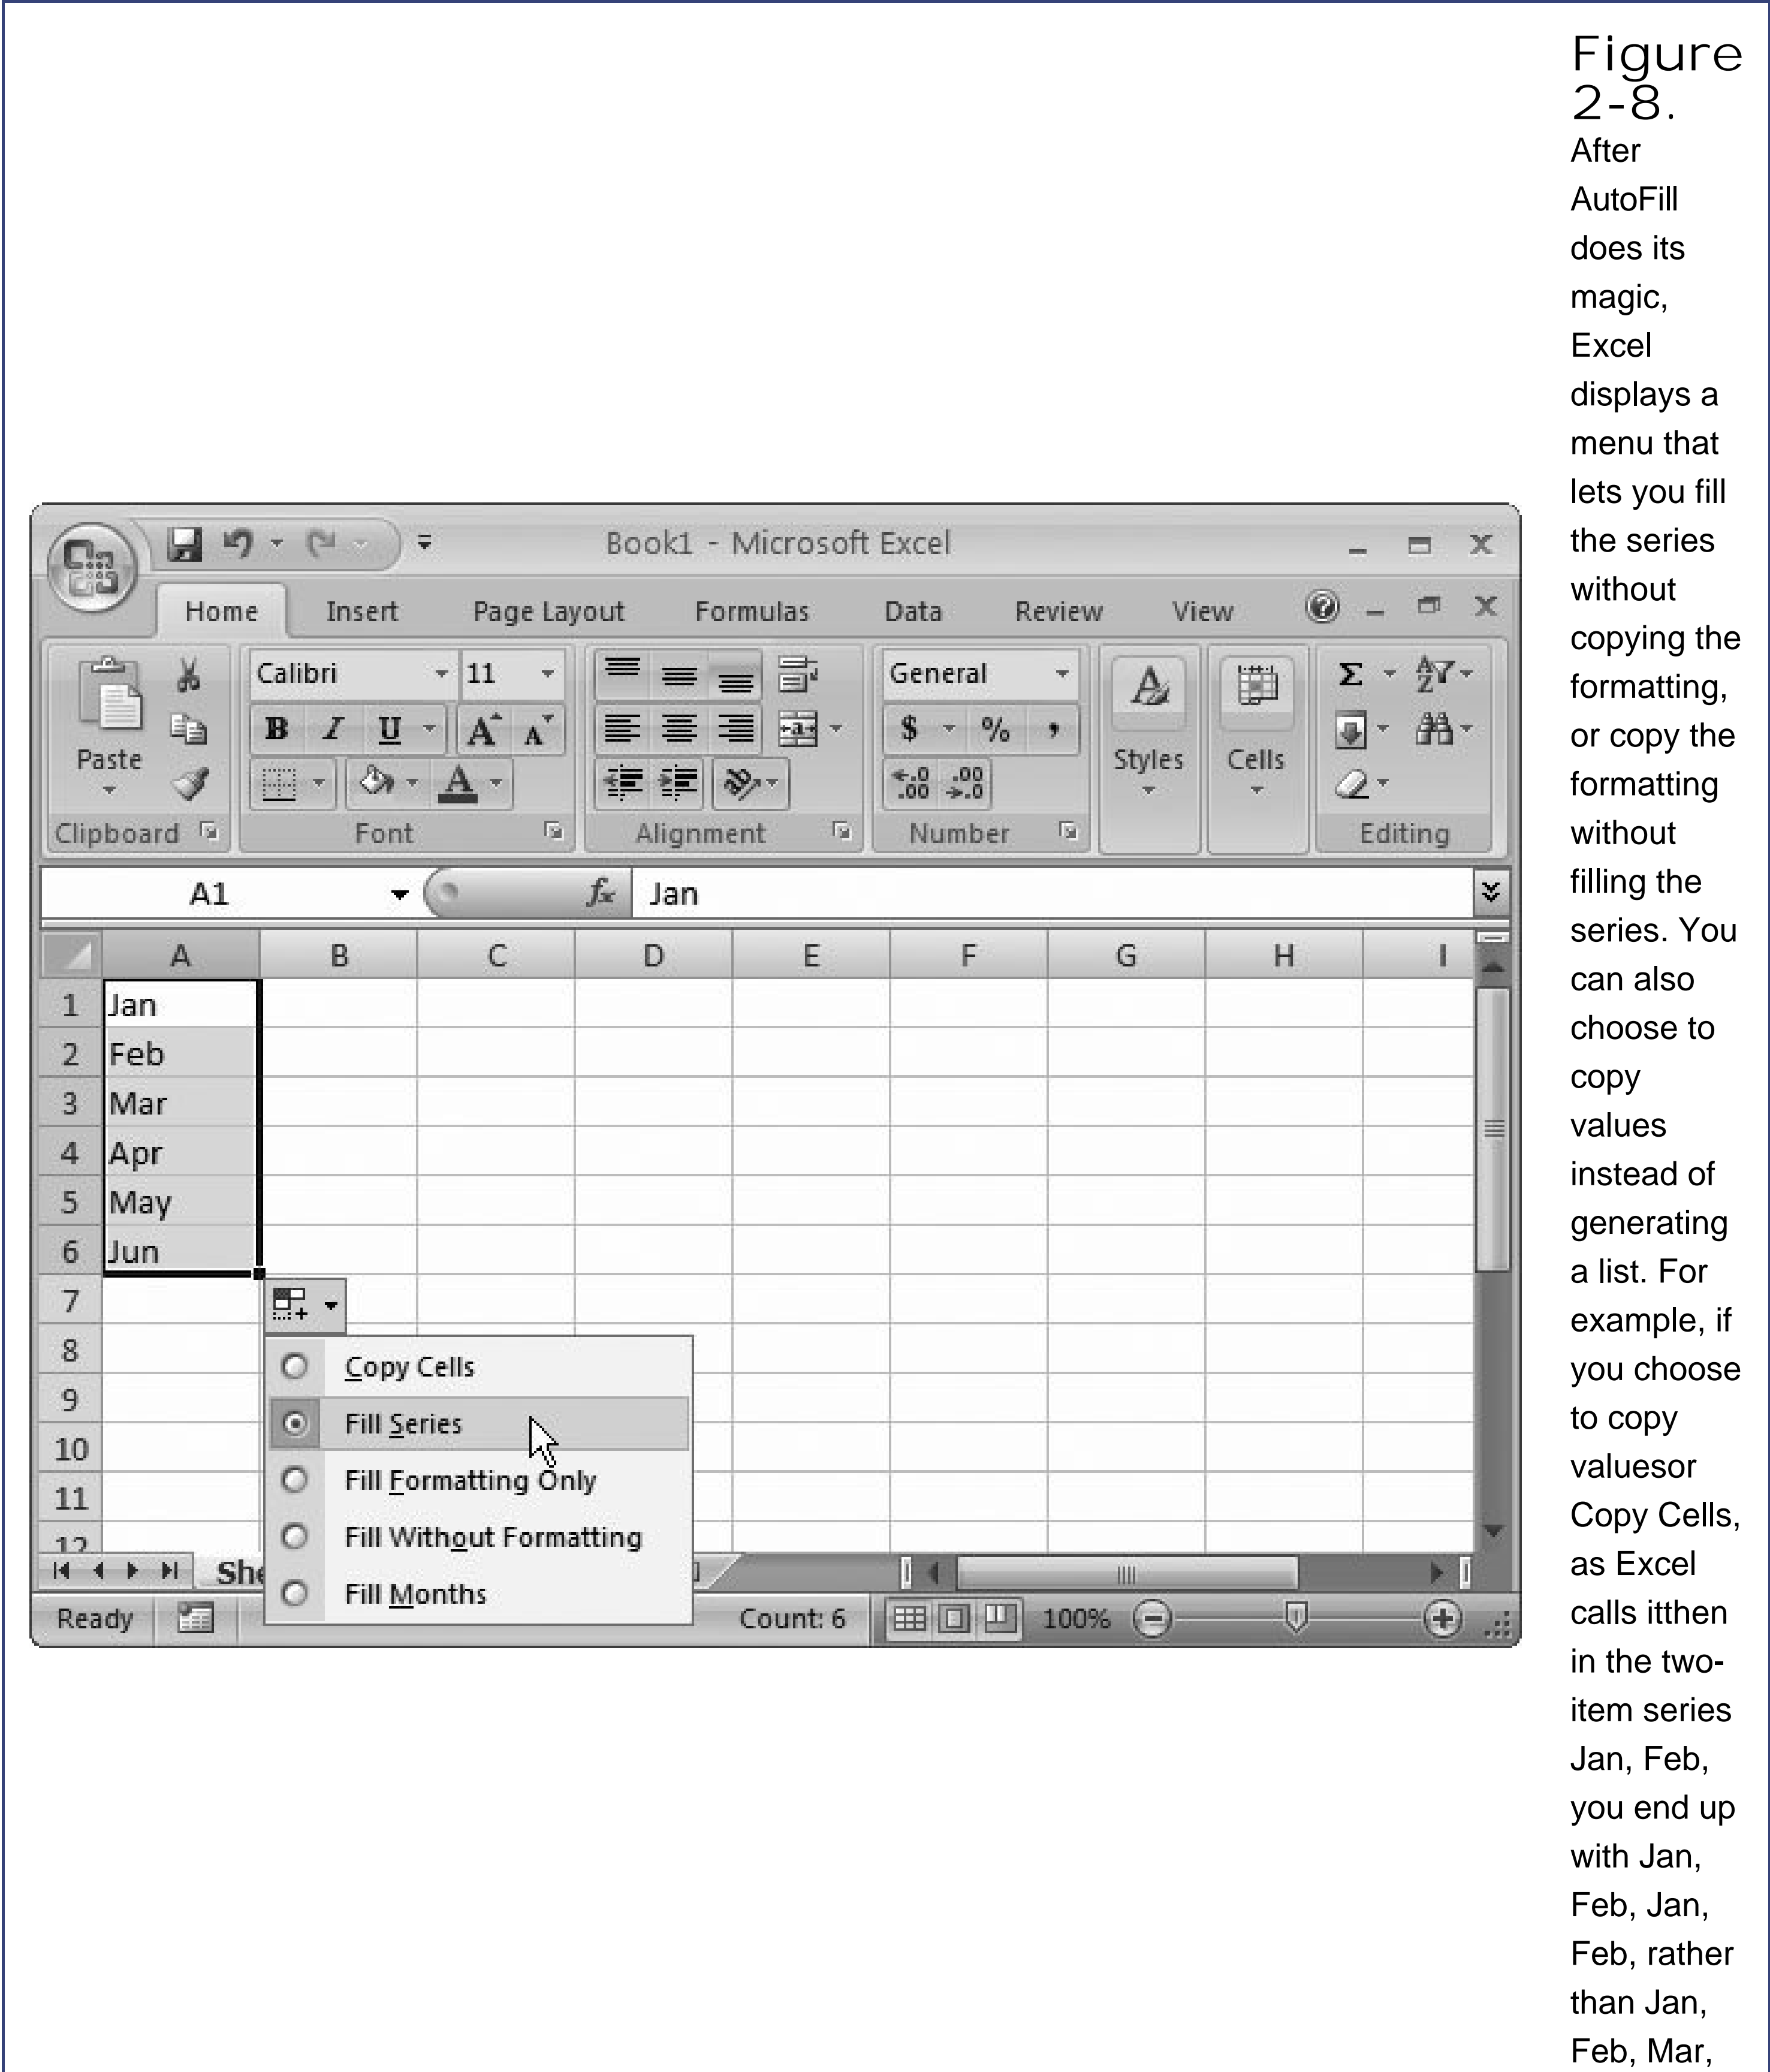 Figure
2-8.
After
AutoFill
does its
magic,
Excel
displays a
menu that
lets you fill
the series
without
copying the
formatting,
or copy the
formatting
without
filling the
series. You
can also
choose to
copy
values
instead of
generating
a list. For
example, if
you choose
to copy
valuesor
Copy Cells,
as Excel
calls itthen
in the two-
item series
Jan, Feb,
you end up
with Jan,
Feb, Jan,
Feb, rather
than Jan,
Feb, Mar,
Book1 - Microsoft Excel
Home Insert Page Layout Formulas Data Review View
Calibri 11 General
B I U A A $ % ,
Paste A Styles Cells
Clipboard Font Alignment Number Editing
A1 fx Jan
A B C D E F G H I
1 Jan
2 Feb
3 Mar
4 Apr
5 May
6 Jun
7
8
9
10
11
12
Copy Cells
Fill Series
Fill Formatting Only
Fill Without Formatting
Fill Months
She
Ready Count: 6 100%